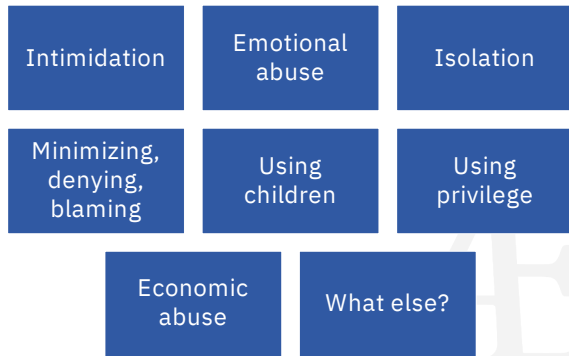 Intimidation
Emotional
abuse
Isolation
Minimizing,
denying,
blaming
Using
children
Using
privilege
Economic
abuse
What else?
Æ